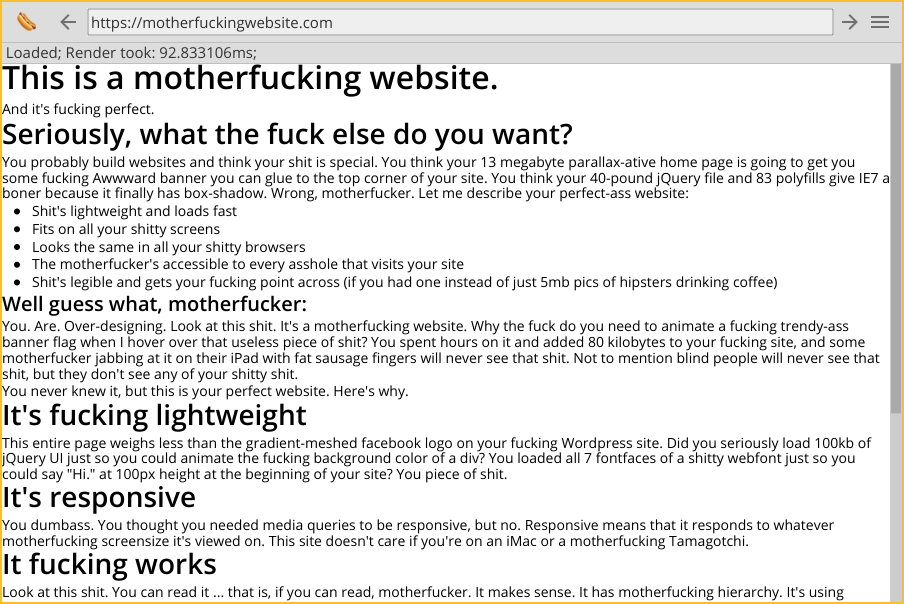 https://motherfuckingwebsite.com
Loaded; Render took: 92.833106ms;
This is a motherfucking website.
And it's fucking perfect.
Seriously, what the fuck else do you want?
You probably build websites and think your shit is special. You think your 13 megabyte parallax-ative home page is going to get you
some fucking Awwward banner you can glue to the top corner of your site. You think your 40-pound jQuery file and 83 polyfills give IE7 a
boner because it finally has box-shadow. Wrong, motherfucker. Let me describe your perfect-ass website:
Shit's lightweight and loads fast
Fits on all your shitty screens
Looks the same in all your shitty browsers
The motherfucker's accessible to every asshole that visits your site
Shit's legible and gets your fucking point across (if you had one instead of just 5mb pics of hipsters drinking coffee)
Well guess what, motherfucker:
You. Are. Over-designing. Look at this shit. It's a motherfucking website. Why the fuck do you need to animate a fucking trendy-ass
banner flag when I hover over that useless piece of shit? You spent hours on it and added 80 kilobytes to your fucking site, and some
motherfucker jabbing at it on their iPad with fat sausage fingers will never see that shit. Not to mention blind people will never see that
shit, but they don't see any of your shitty shit.
You never knew it, but this is your perfect website. Here's why.
It's fucking lightweight
This entire page weighs less than the gradient-meshed facebook logo on your fucking Wordpress site. Did you seriously load 100kb of
jQuery UI just so you could animate the fucking background color of a div? You loaded all 7 fontfaces of a shitty webfont just so you
could say "Hi." at 100px height at the beginning of your site? You piece of shit.
It's responsive
You dumbass. You thought you needed media queries to be responsive, but no. Responsive means that it responds to whatever
motherfucking screensize it's viewed on. This site doesn't care if you're on an iMac or a motherfucking Tamagotchi.
It fucking works
Look at this shit. You can read it ... that is, if you can read, motherfucker. It makes sense. It has motherfucking hierarchy. It's using